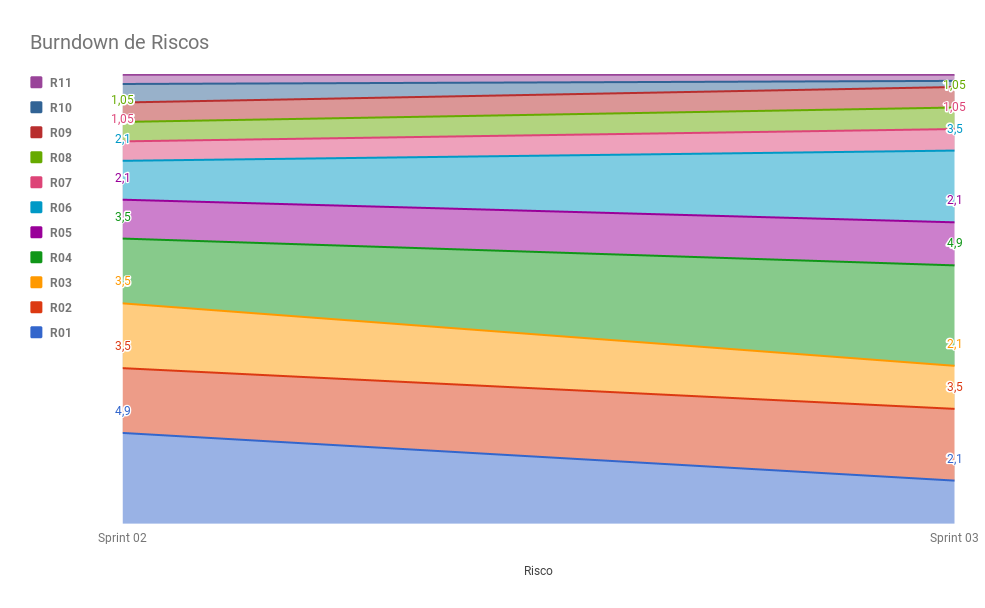 Burndown de Riscos
R11
R10
R09
R08
R07
R06
R05
R04
R03
R02
R01
1,05
1,05
2,1
2,1
3,5
3,5
3,5
4,9
1,05
1,05
3,5
2,1
4,9
2,1
3,5
2,1
Sprint 02
Sprint 03
Risco